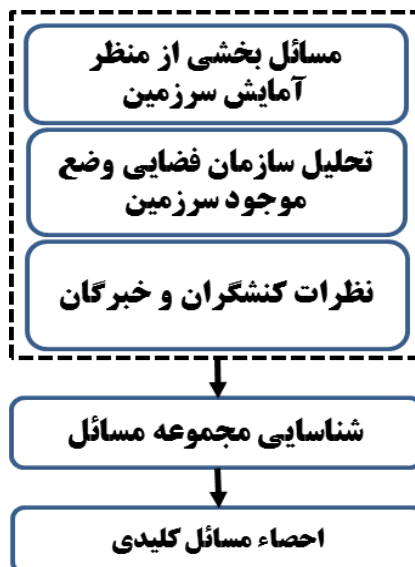 مسائل بخشی از منظر
آمایش سرزمین
تحلیل سازمان فضایی وضع
موجود سرزمین
نظرات کنشگران و خبرگان
شناسایی مجموعه مسائل
احصاء مسائل کلیدی